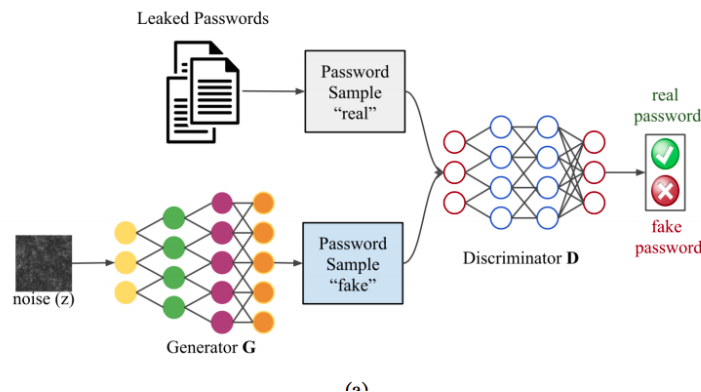 Leaked Passwords
Password
Sample
“real”
real
password
fake
password
Discriminator D
Password
Sample
“fake”
noise (z)
Generator G
(a)